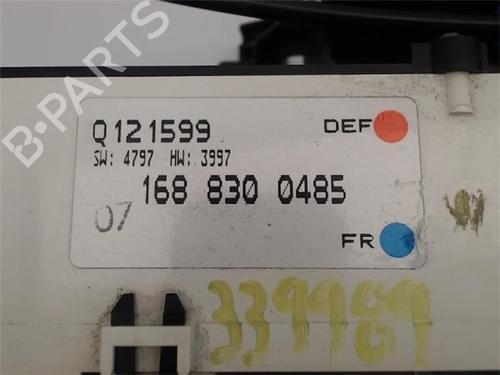 B-PARTS
Q121599
DEF
SW: 4797 HW: 3997
168 830 0485
07
FR
339989